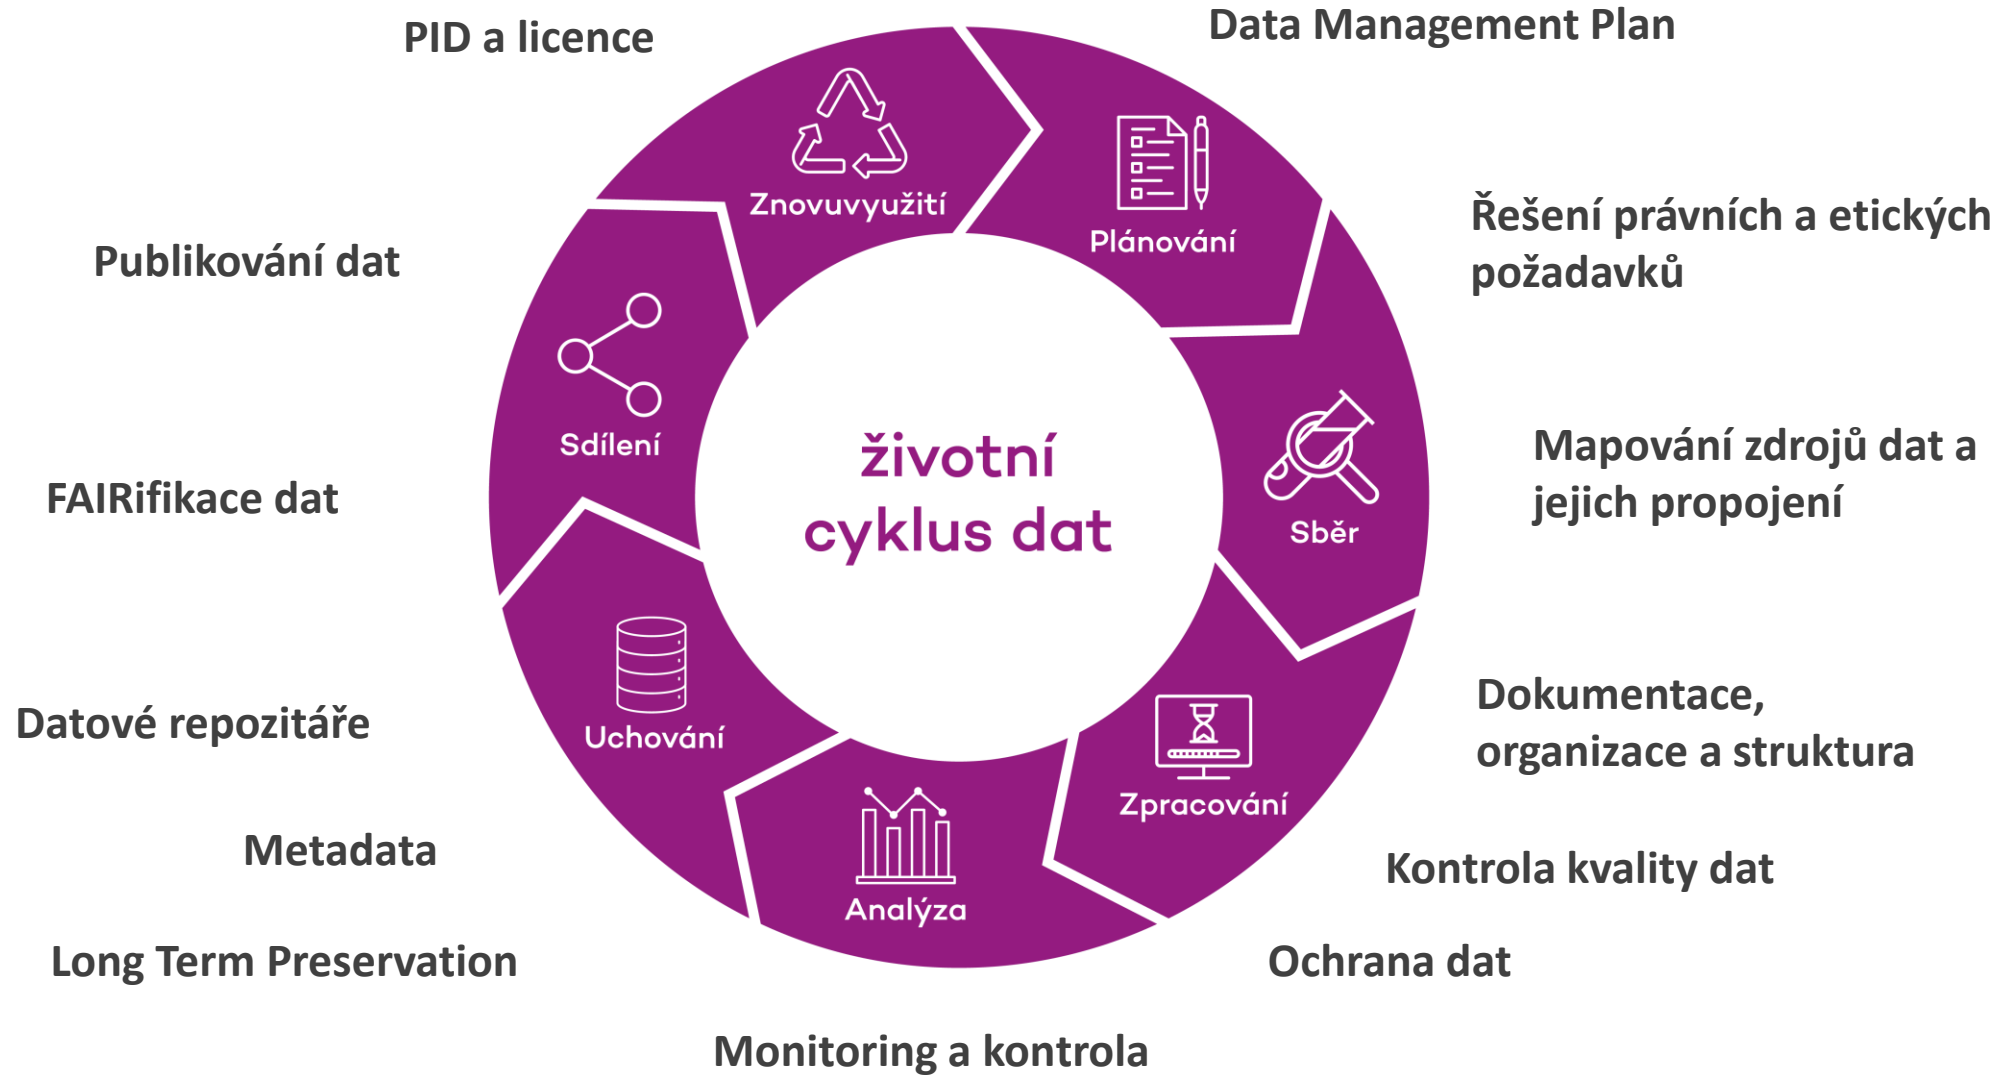 PID a licence
Data Management Plan
Znovuvyužití
Plánování
Řešení právních a etických
požadavků
Publikování dat
Sdílení
životní
cyklus dat
Sběr
Mapování zdrojů dat a
jejich propojení
FAIRifikace dat
Uchování
Datové repozitáře
Zpracování
Dokumentace,
organizace a struktura
Analýza
Metadata
Kontrola kvality dat
Long Term Preservation
Ochrana dat
Monitoring a kontrola